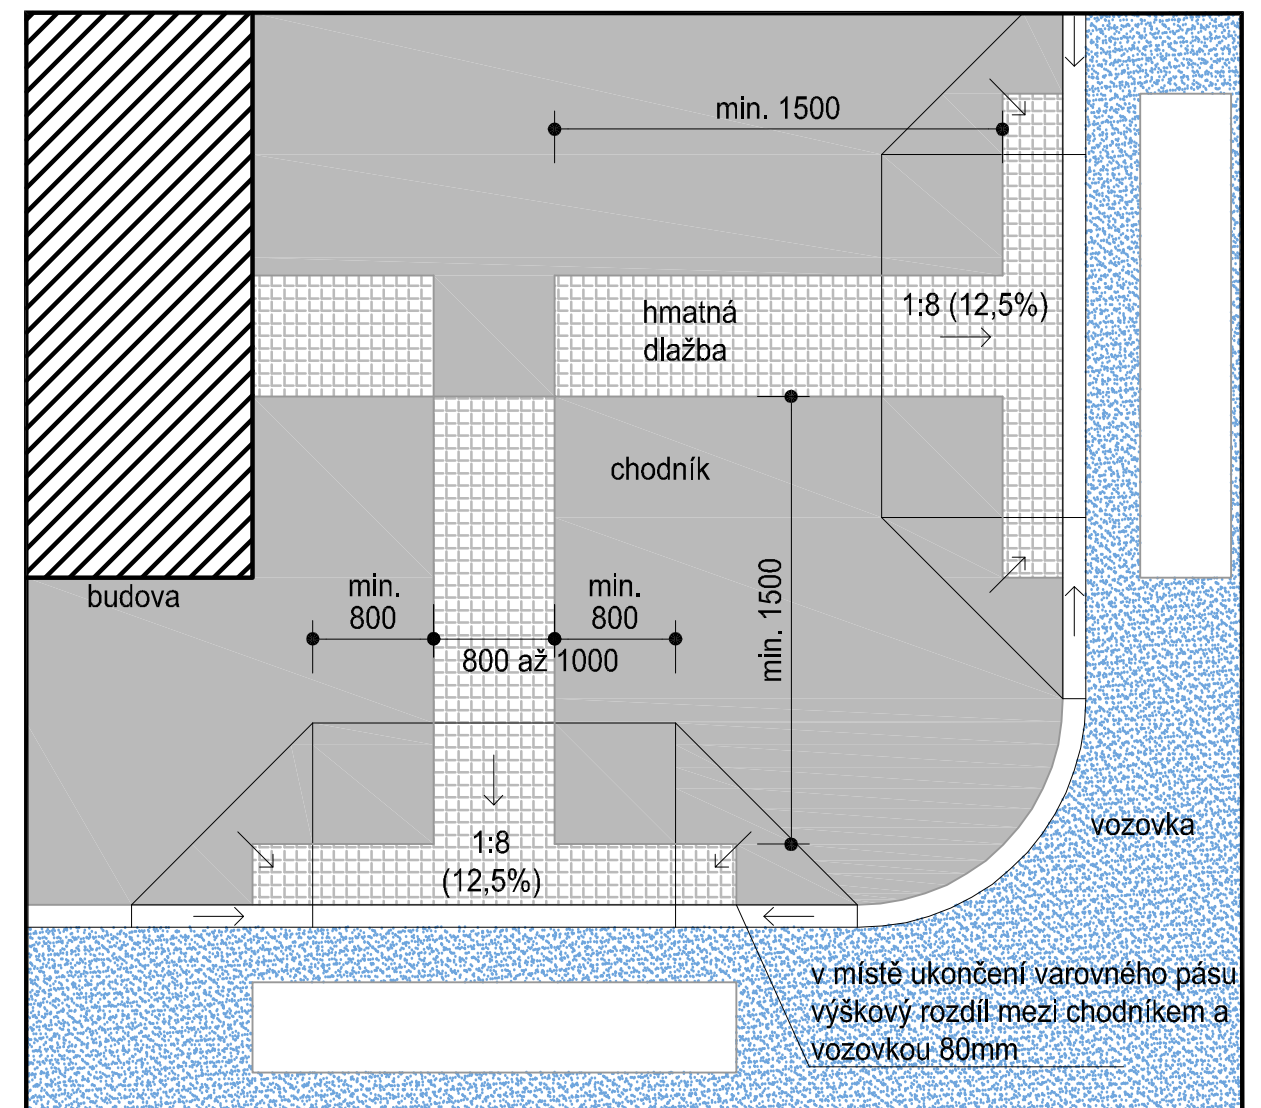 min. 1500
hmatná
dlažba
1:8 (12,5%)
chodník
budova
min.
800
min.
800
800 až 1000
min. 1500
1:8
(12,5%)
vozovka
v místě ukončení varovného pásu
výškový rozdíl mezi chodníkem a
vozovkou 80mm